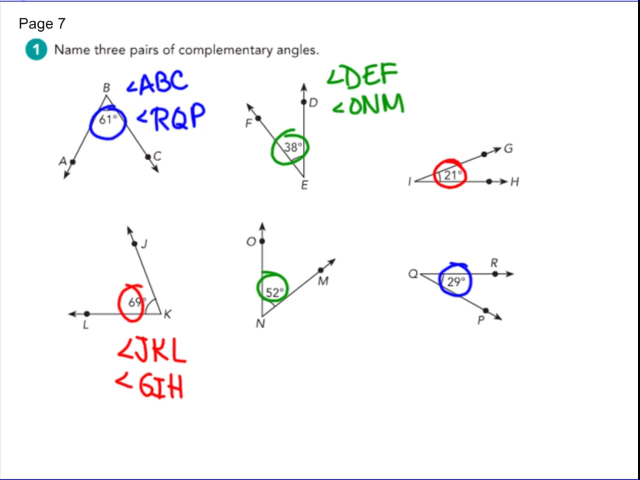 Page 7
1 Name three pairs of complementary angles.
B
∠ABC
∠RQP
61°
A
C
∠DEF
∠ONM
D
F
38°
E
G
I
21°
H
J
69°
L
K
∠JKL
∠GIH
O
52°
M
N
Q
R
29°
P